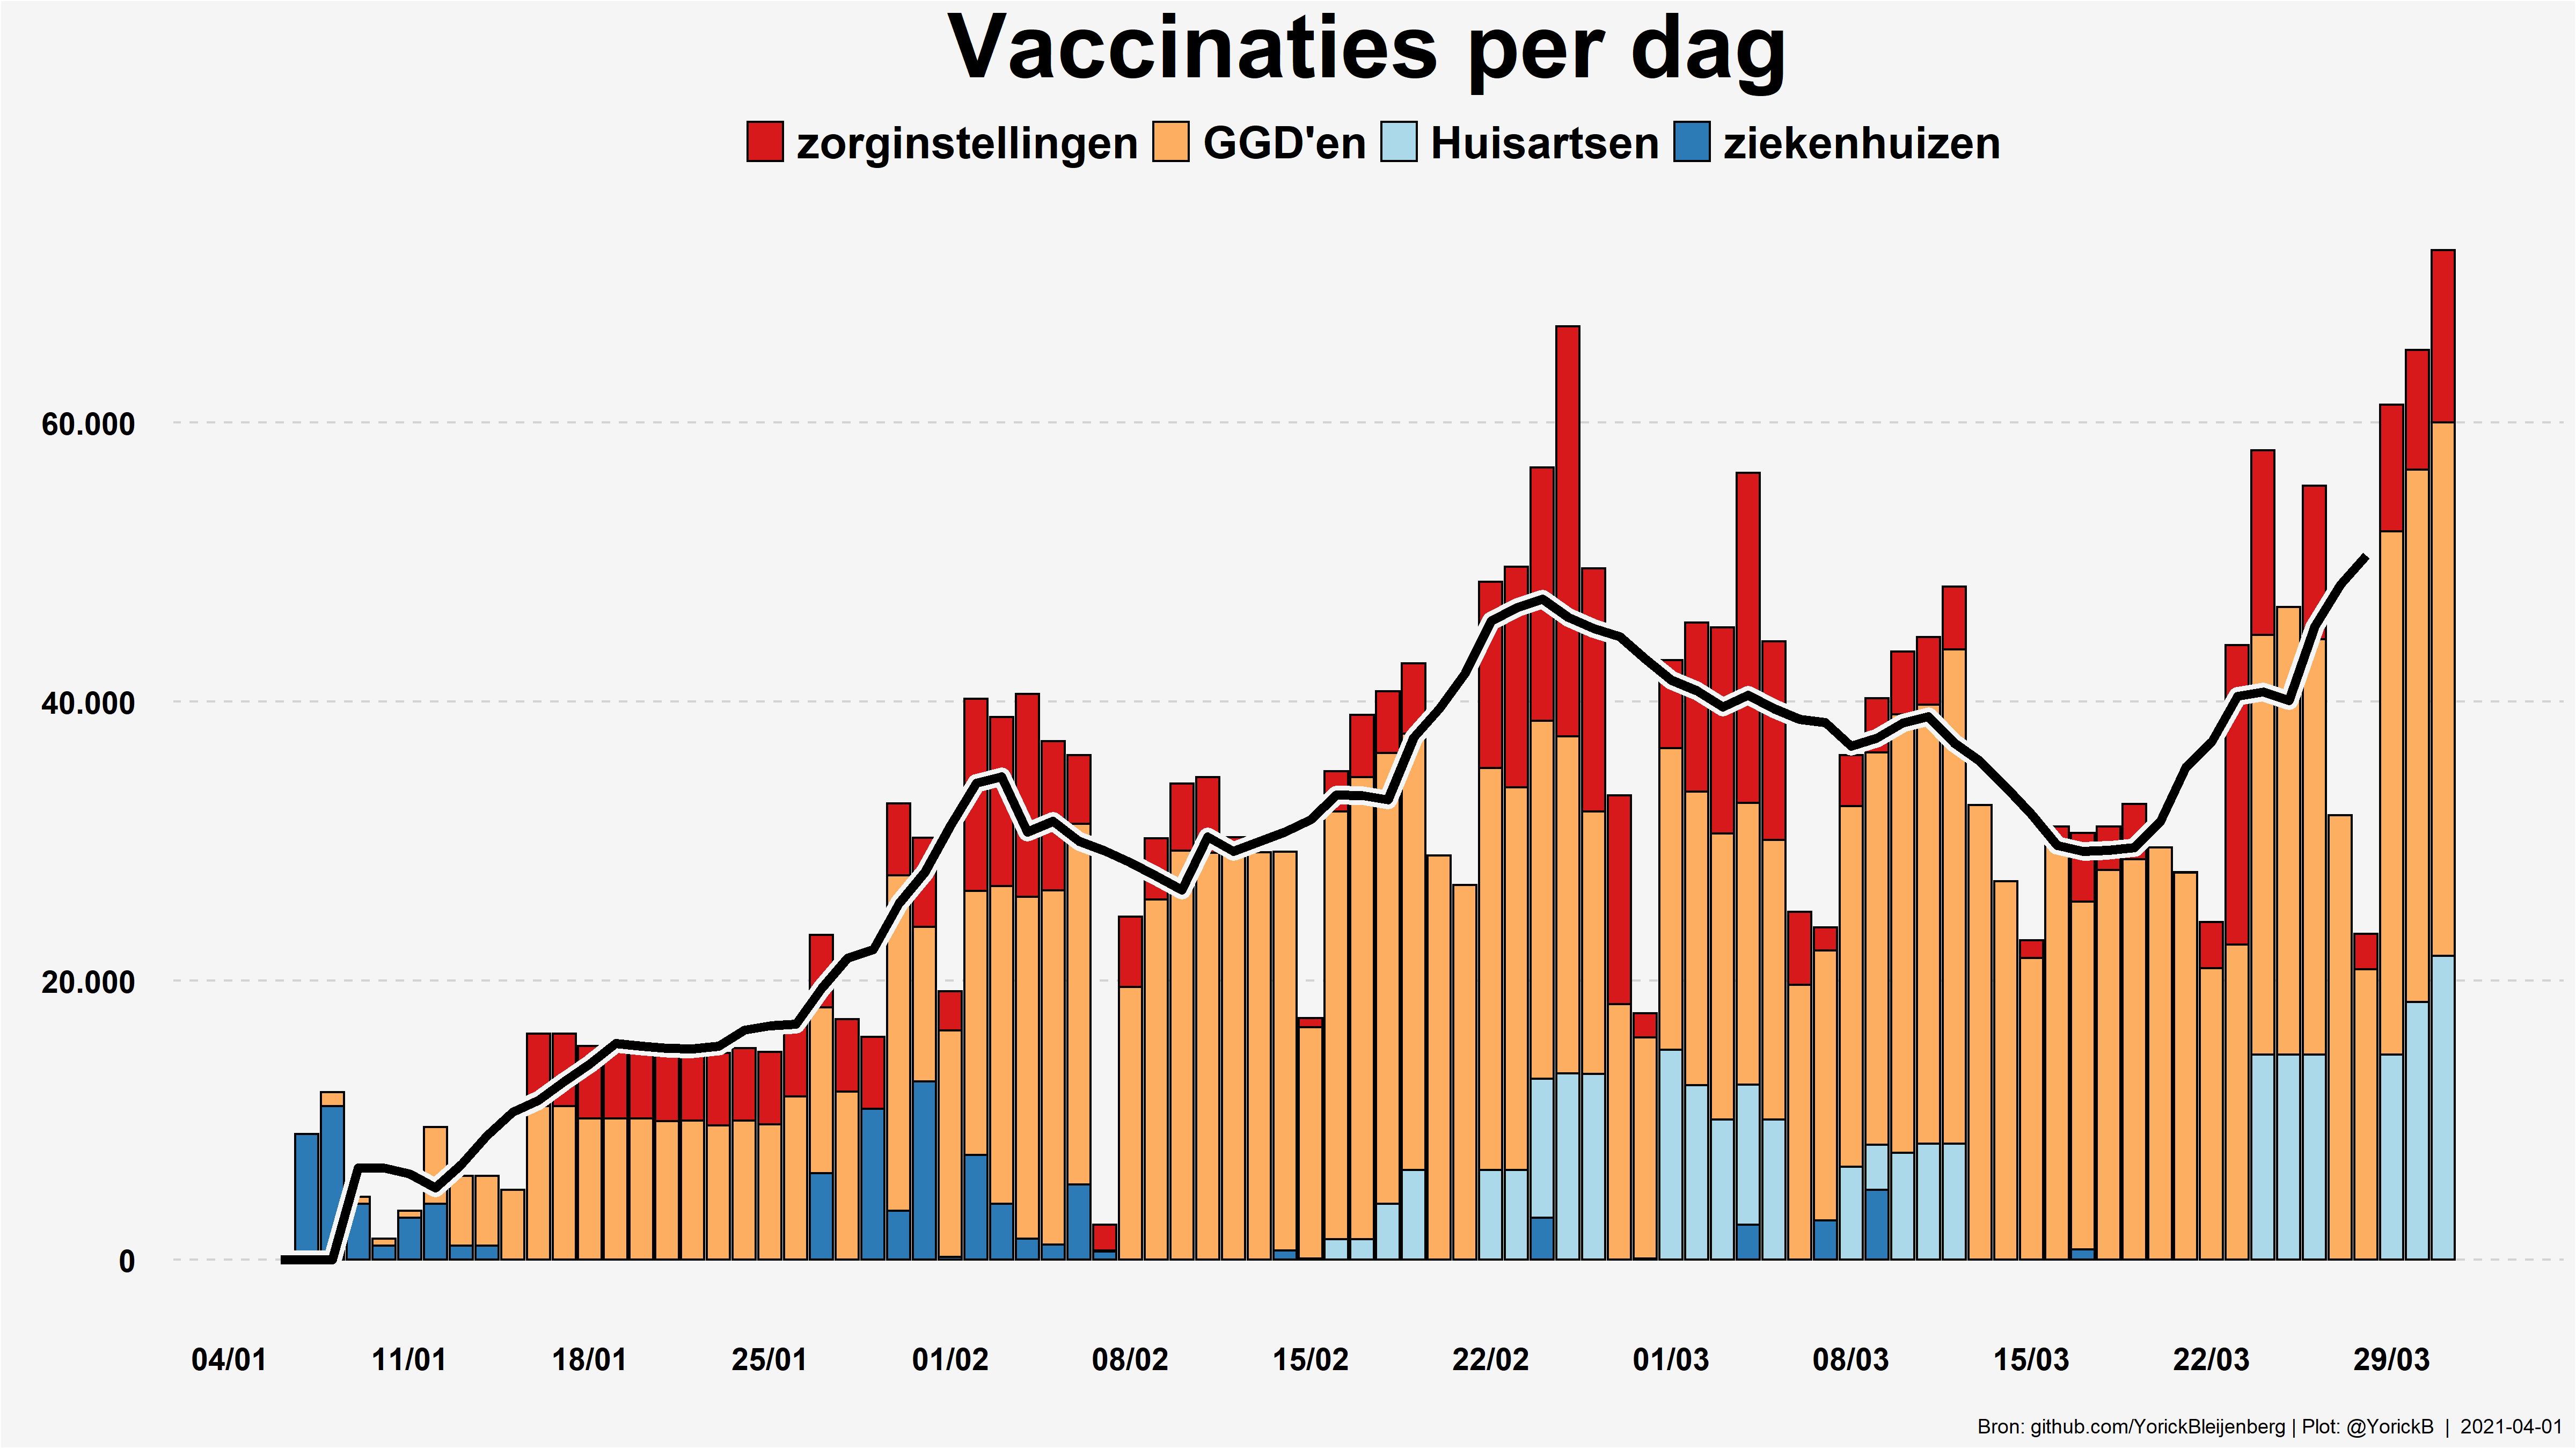 Vaccinaties per dag
zorginstellingen GGD'en Huisartsen ziekenhuizen
60.000
40.000
20.000
0
04/01 11/01 18/01 25/01 01/02 08/02 15/02 22/02 01/03 08/03 15/03 22/03 29/03
Bron: github.com/YorickBleijenberg | Plot: @YorickB | 2021-04-01